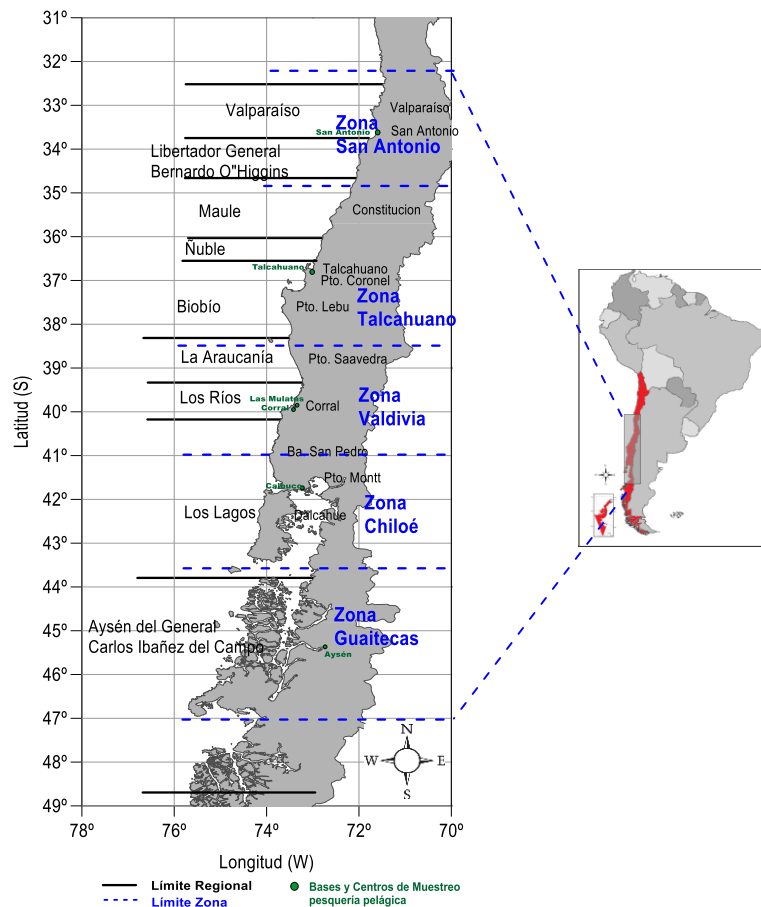 31º
32º
33º
34º
35º
36º
37º
38º
39º
40º
41º
42º
43º
44º
45º
46º
47º
48º
49º
Latitud (S)
Valparaíso
Valparaíso
Zona
San Antonio
San Antonio
San Antonio
Libertador General
Bernardo O"Higgins
Maule
Constitucion
Ñuble
Talcahuano
Talcahuano
Pto. Coronel
Biobío
Pto. Lebu
Zona
Talcahuano
La Araucanía
Pto. Saavedra
Los Ríos
Las Mulatas
Corral
Corral
Zona
Valdivia
Ba. San Pedro
Calbuco
Pto. Montt
Los Lagos
Dalcahue
Zona
Chiloé
Aysén del General
Carlos Ibañez del Campo
Zona
Guaitecas
Aysén
N
W
E
S
78º
76º
74º
72º
70º
Longitud (W)
Límite Regional
Límite Zona
Bases y Centros de Muestreo
pesquería pelágica